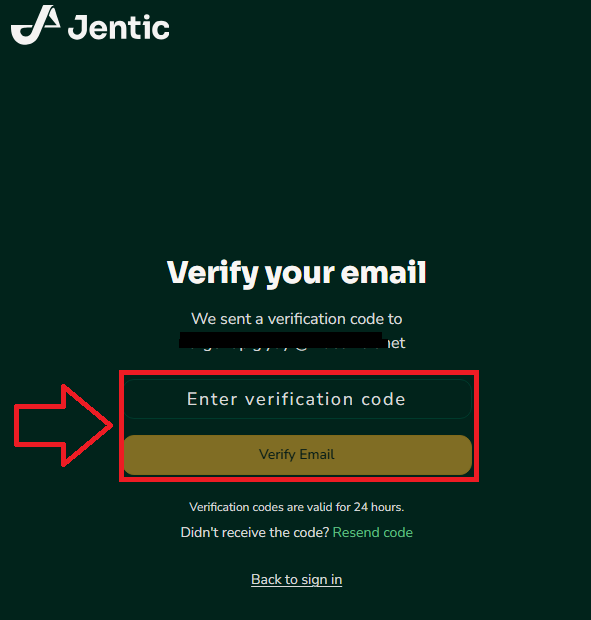 Jentic
Verify your email
We sent a verification code to
net
Enter verification code
Verify Email
Verification codes are valid for 24 hours.
Didn't receive the code? Resend code
Back to sign in